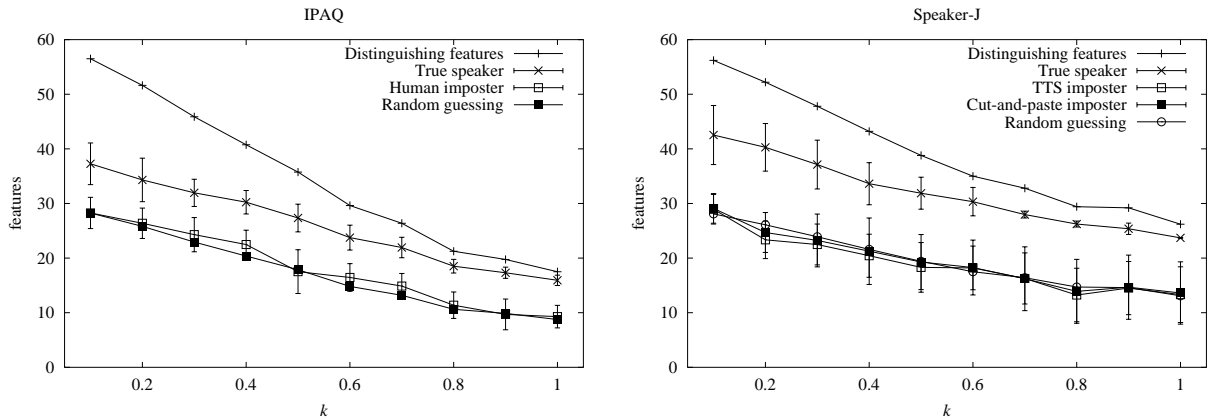 IPAQ
60
50
40
30
20
10
0
features
0.2 0.4 0.6 0.8 1
k
Distinguishing features
True speaker
Human imposter
Random guessing
Speaker-J
60
50
40
30
20
10
0
features
0.2 0.4 0.6 0.8 1
k
Distinguishing features
True speaker
TTS imposter
Cut-and-paste imposter
Random guessing